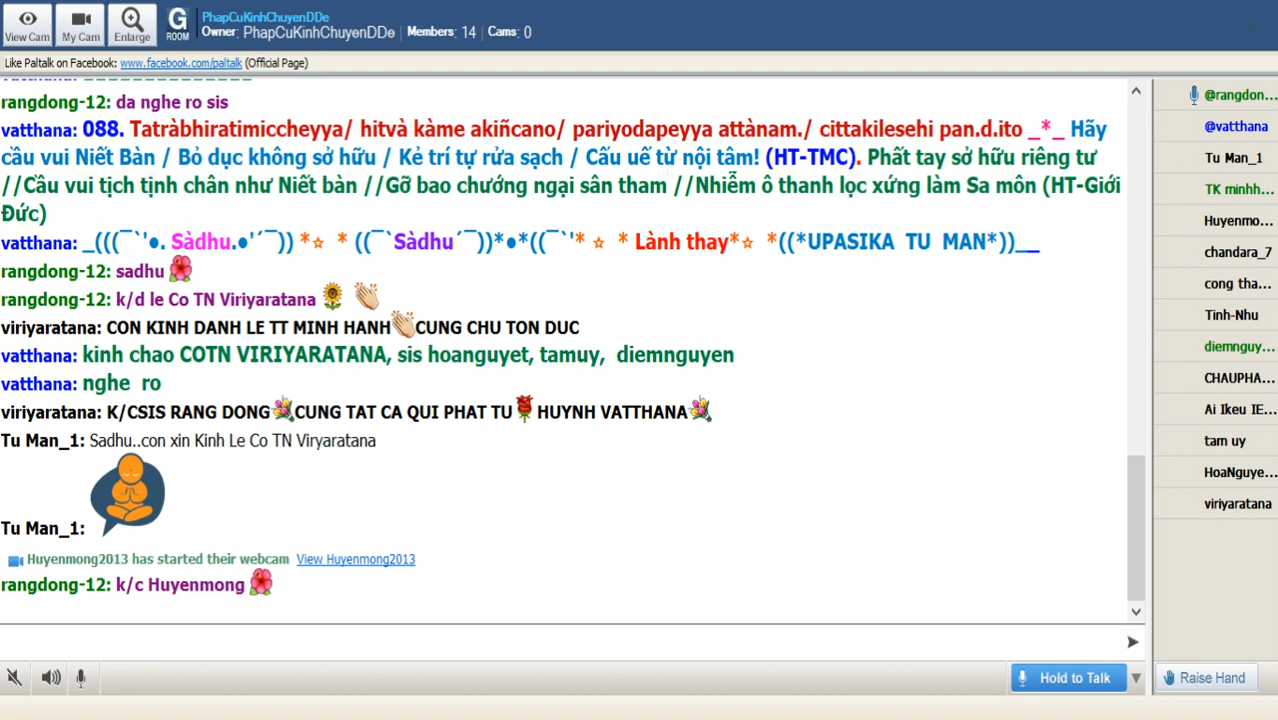 View Cam
My Cam
Enlarge
G
ROOM
PhapCuKinhChuyenDDe
Owner: PhapCuKinhChuyenDDe | Members: 14 | Cams: 0
Like Paltalk on Facebook: www.facebook.com/paltalk (Official Page)
rangdong-12: da nghe ro sis
vatthana: 088. Tatràbhiratimiccheyya/ hitvà kàme akiñcano/ pariyodapeyya attànam./ cittakilesehi pan.d.ito _*_ Hãy
cầu vui Niết Bàn / Bỏ dục không sở hữu / Kẻ trí tự rửa sạch / Cấu uế từ nội tâm! (HT-TMC). Phất tay sở hữu riêng tư
//Cầu vui tịch tịnh chân như Niết bàn //Gỡ bao chướng ngại sân tham //Nhiễm ô thanh lọc xứng làm Sa môn (HT-Giới
Đức)
vatthana: _(((¯`'●. Sàdhu.●'´¯)) *☆ * ((¯`Sàdhu´¯))*●*((¯`'* ☆ * Lành thay*☆ *((*UPASIKA TU MAN*))__
rangdong-12: sadhu
rangdong-12: k/d le Co TN Viriyaratana
viriyaratana: CON KINH DANH LE TT MINH HANH CUNG CHU TON DUC
vatthana: kinh chao COTN VIRIYARATANA, sis hoanguyet, tamuy, diemnguyen
vatthana: nghe ro
viriyaratana: K/CSIS RANG DONG CUNG TAT CA QUI PHAT TU HUYNH VATTHANA
Tu Man_1: Sadhu..con xin Kinh Le Co TN Viryaratana
Tu Man_1:
Huyenmong2013 has started their webcam View Huyenmong2013
rangdong-12: k/c Huyenmong
@rangdon...
@vatthana
Tu Man_1
TK minhh...
Huyenmo...
chandara_7
cong tha...
Tinh-Nhu
diemnguy...
CHAUPHA...
Ai Ikeu IE...
tam uy
HoaNguye...
viriyaratana
Hold to Talk
Raise Hand